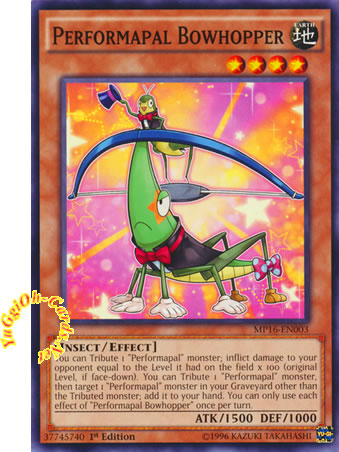 PERFORMAPAL BOWHOPPER
EARTH
地
MP16-EN003
[INSECT/EFFECT]
You can Tribute 1 "Performapal" monster; inflict damage to your
opponent equal to the Level it had on the field x 100 (original
Level, if face-down). You can Tribute 1 "Performapal" monster,
then target 1 "Performapal" monster in your Graveyard other than
the Tributed monster; add it to your hand. You can only use each
effect of "Performapal Bowhopper" once per turn.
ATK/1500 DEF/1000
37745740 1st Edition ©1996 KAZUKI TAKAHASHI